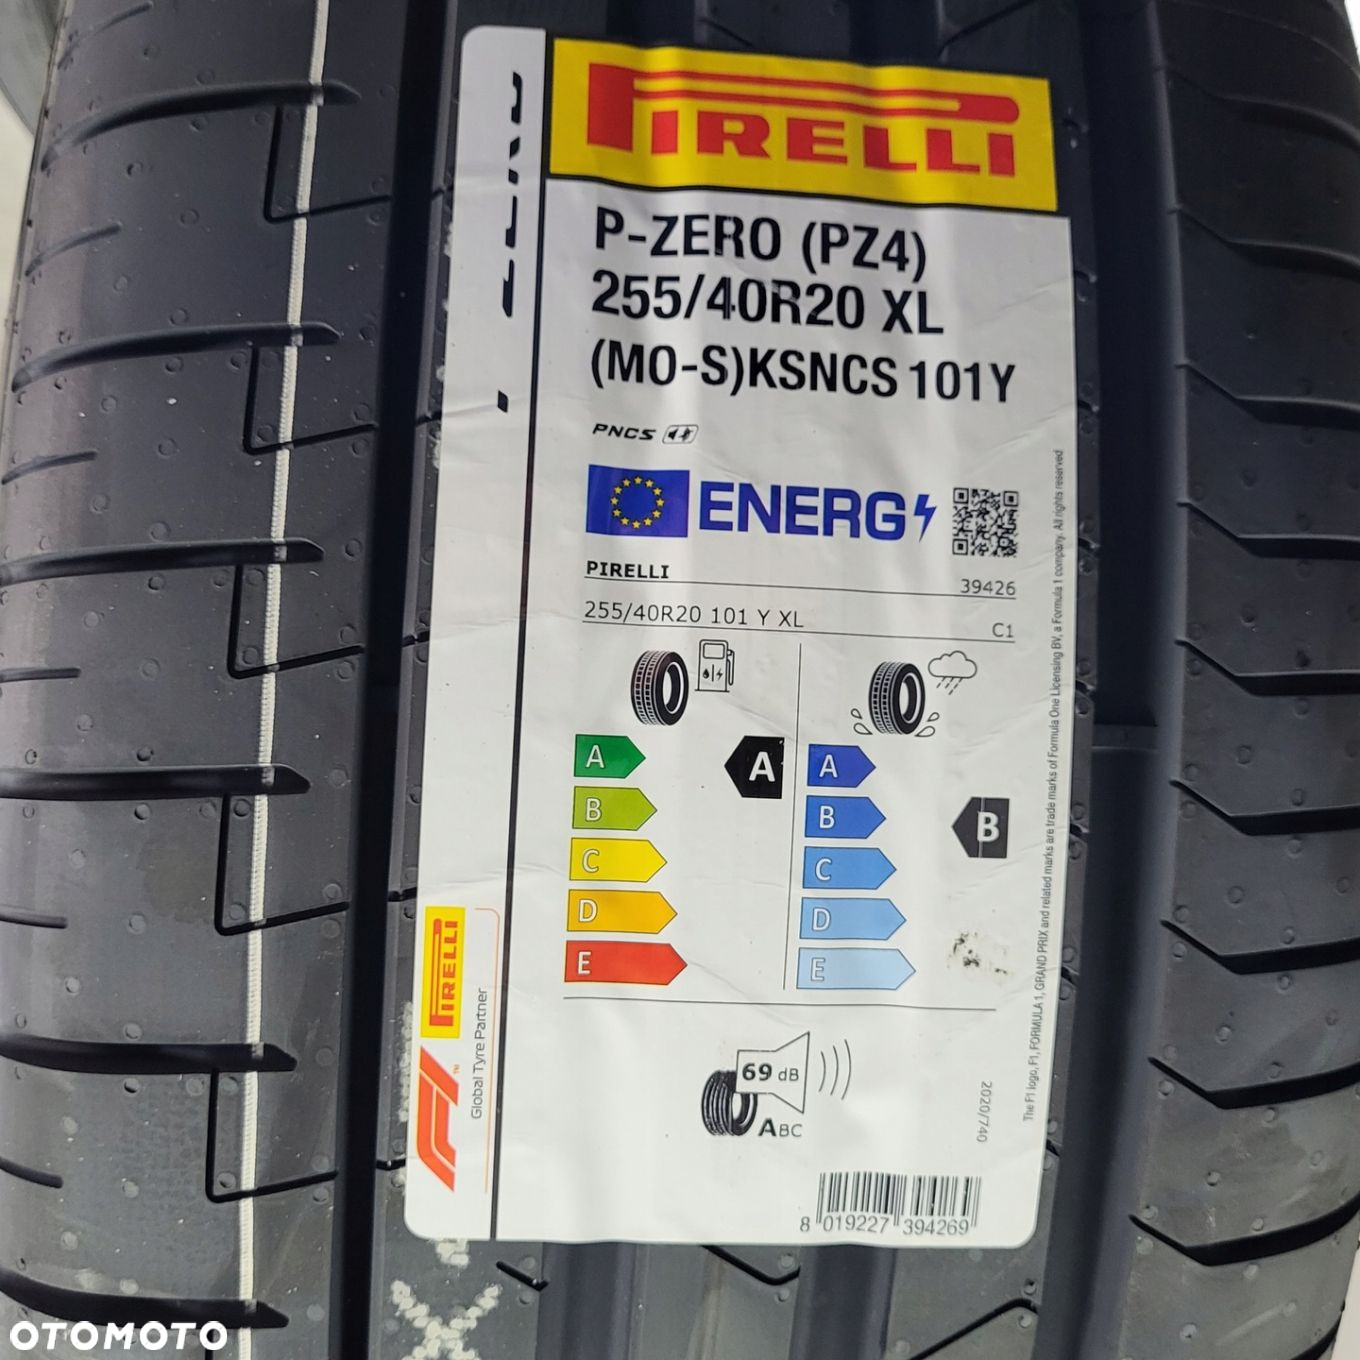 PIRELLI
P-ZERO (PZ4)
255/40R20 XL
(MO-S)KSNCS 101Y
PNCS
ENERG
PIRELLI
39426
255/40R20 101 Y XL
C1
A
A
A
B
B
B
C
C
D
D
E
E
69 dB
ABC
2020/740
8 019227 394269
P ZERO
PIRELLI
F1™
Global Tyre Partner
The F1 logo, F1, FORMULA 1, GRAND PRIX and related marks are trade marks of Formula One Licensing BV, a Formula 1 company. All rights reserved
OTOMOTO